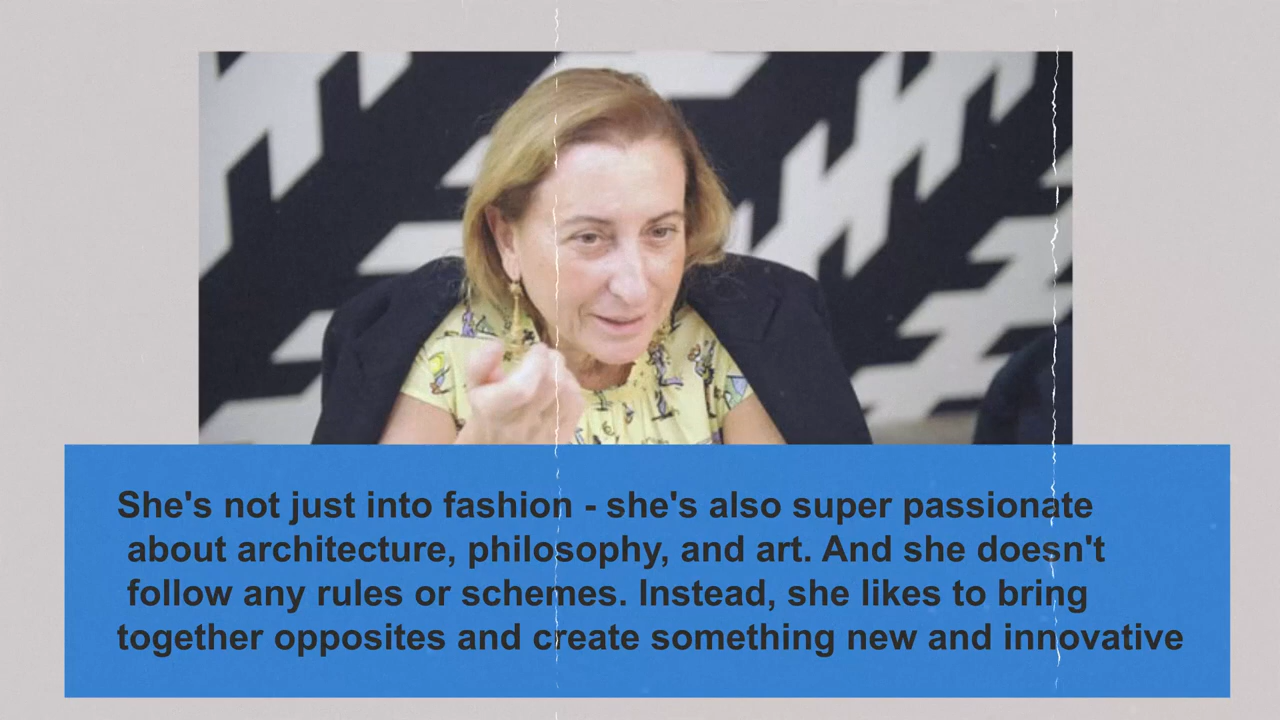 She's not just into fashion - she's also super passionate
about architecture, philosophy, and art. And she doesn't
follow any rules or schemes. Instead, she likes to bring
together opposites and create something new and innovative